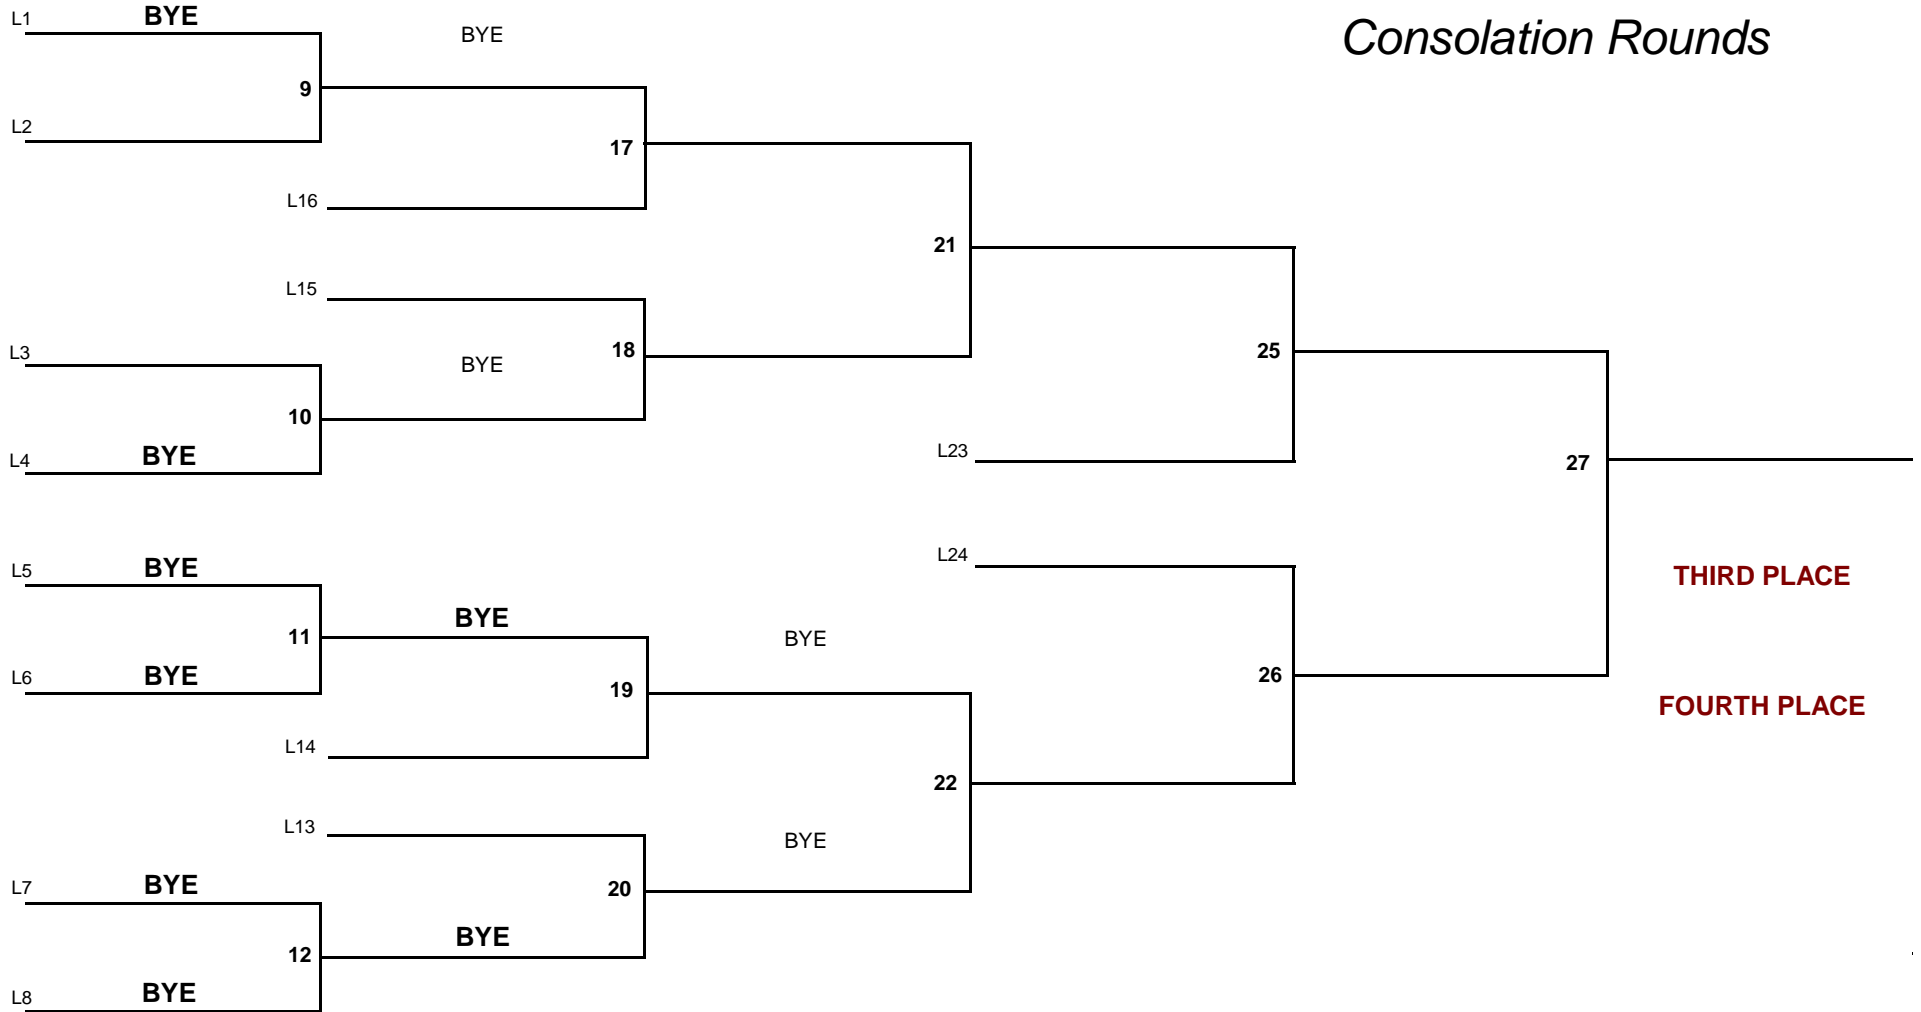 L1 BYE
BYE
Consolation Rounds
9
L2
17
L16
21
L15
L3
18
25
BYE
10
L4 BYE
L23
27
L24
L5 BYE
THIRD PLACE
BYE
11
BYE
L6 BYE
26
19
FOURTH PLACE
L14
22
L13
BYE
L7 BYE
20
BYE
12
L8 BYE